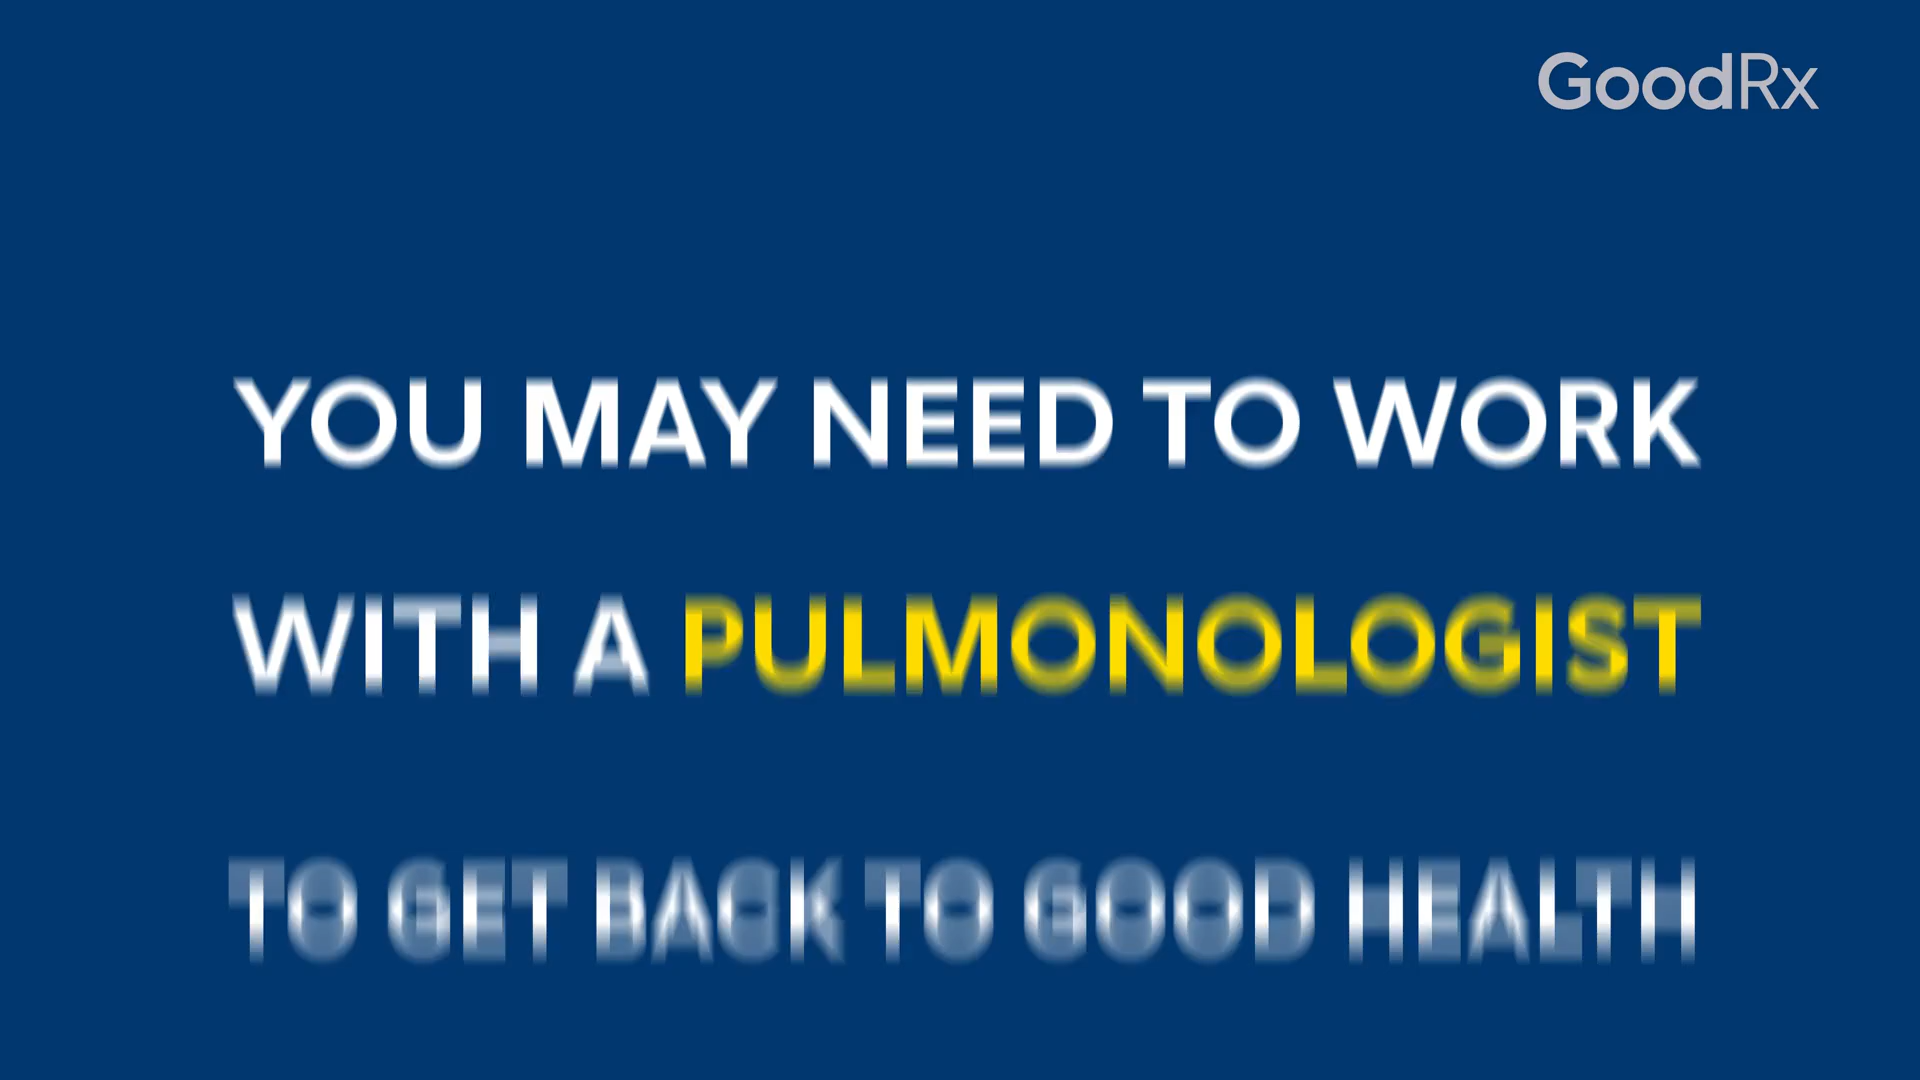 GoodRx
YOU MAY NEED TO WORK
WITH A PULMONOLOGIST
TO GET BACK TO GOOD HEALTH